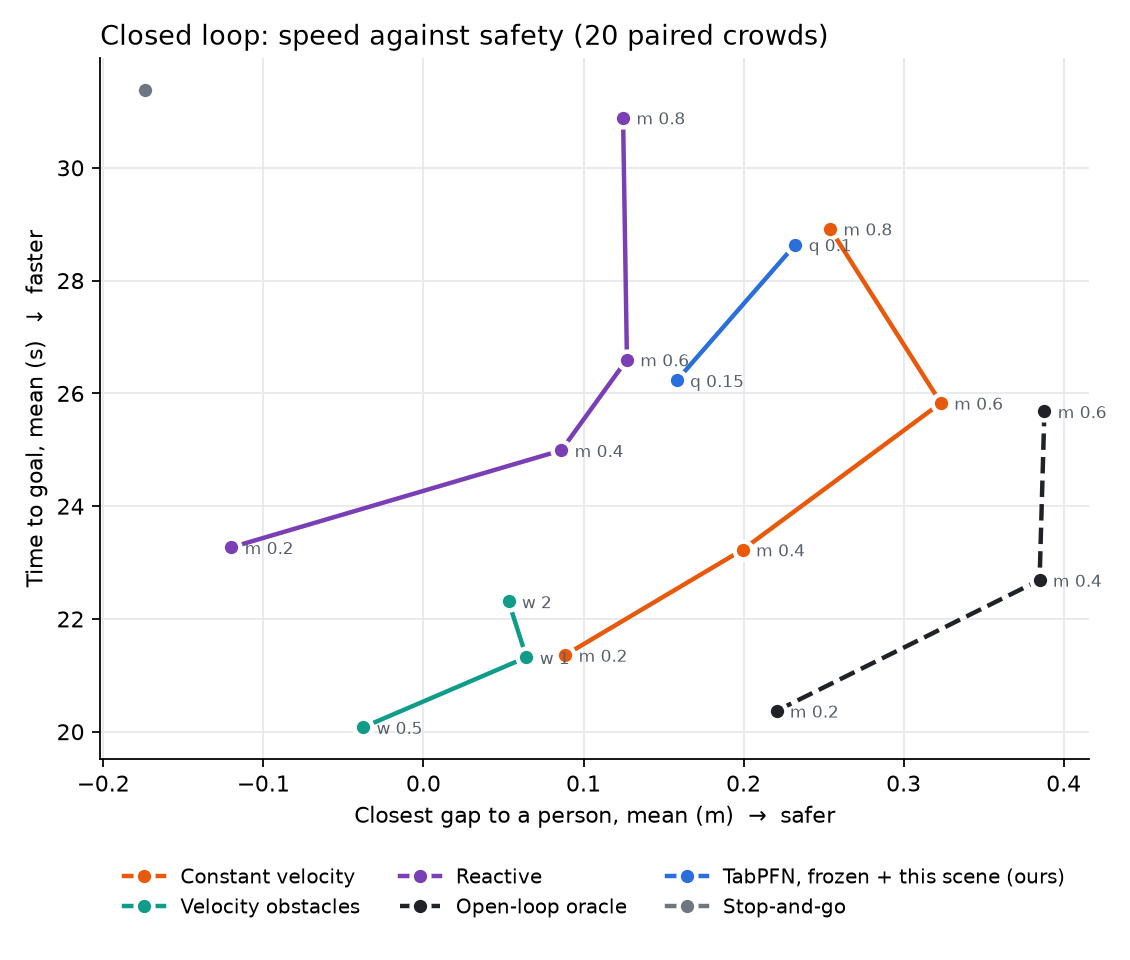 Closed loop: speed against safety (20 paired crowds)
Time to goal, mean (s) ↓ faster
30
28
26
24
22
20
m 0.8
m 0.8
q 0.1
m 0.6
q 0.15
m 0.6
m 0.6
m 0.4
m 0.2
m 0.4
m 0.4
w 2
w 1
m 0.2
m 0.2
w 0.5
−0.2
−0.1
0.0
0.1
0.2
0.3
0.4
Closest gap to a person, mean (m) → safer
Constant velocity
Reactive
TabPFN, frozen + this scene (ours)
Velocity obstacles
Open-loop oracle
Stop-and-go